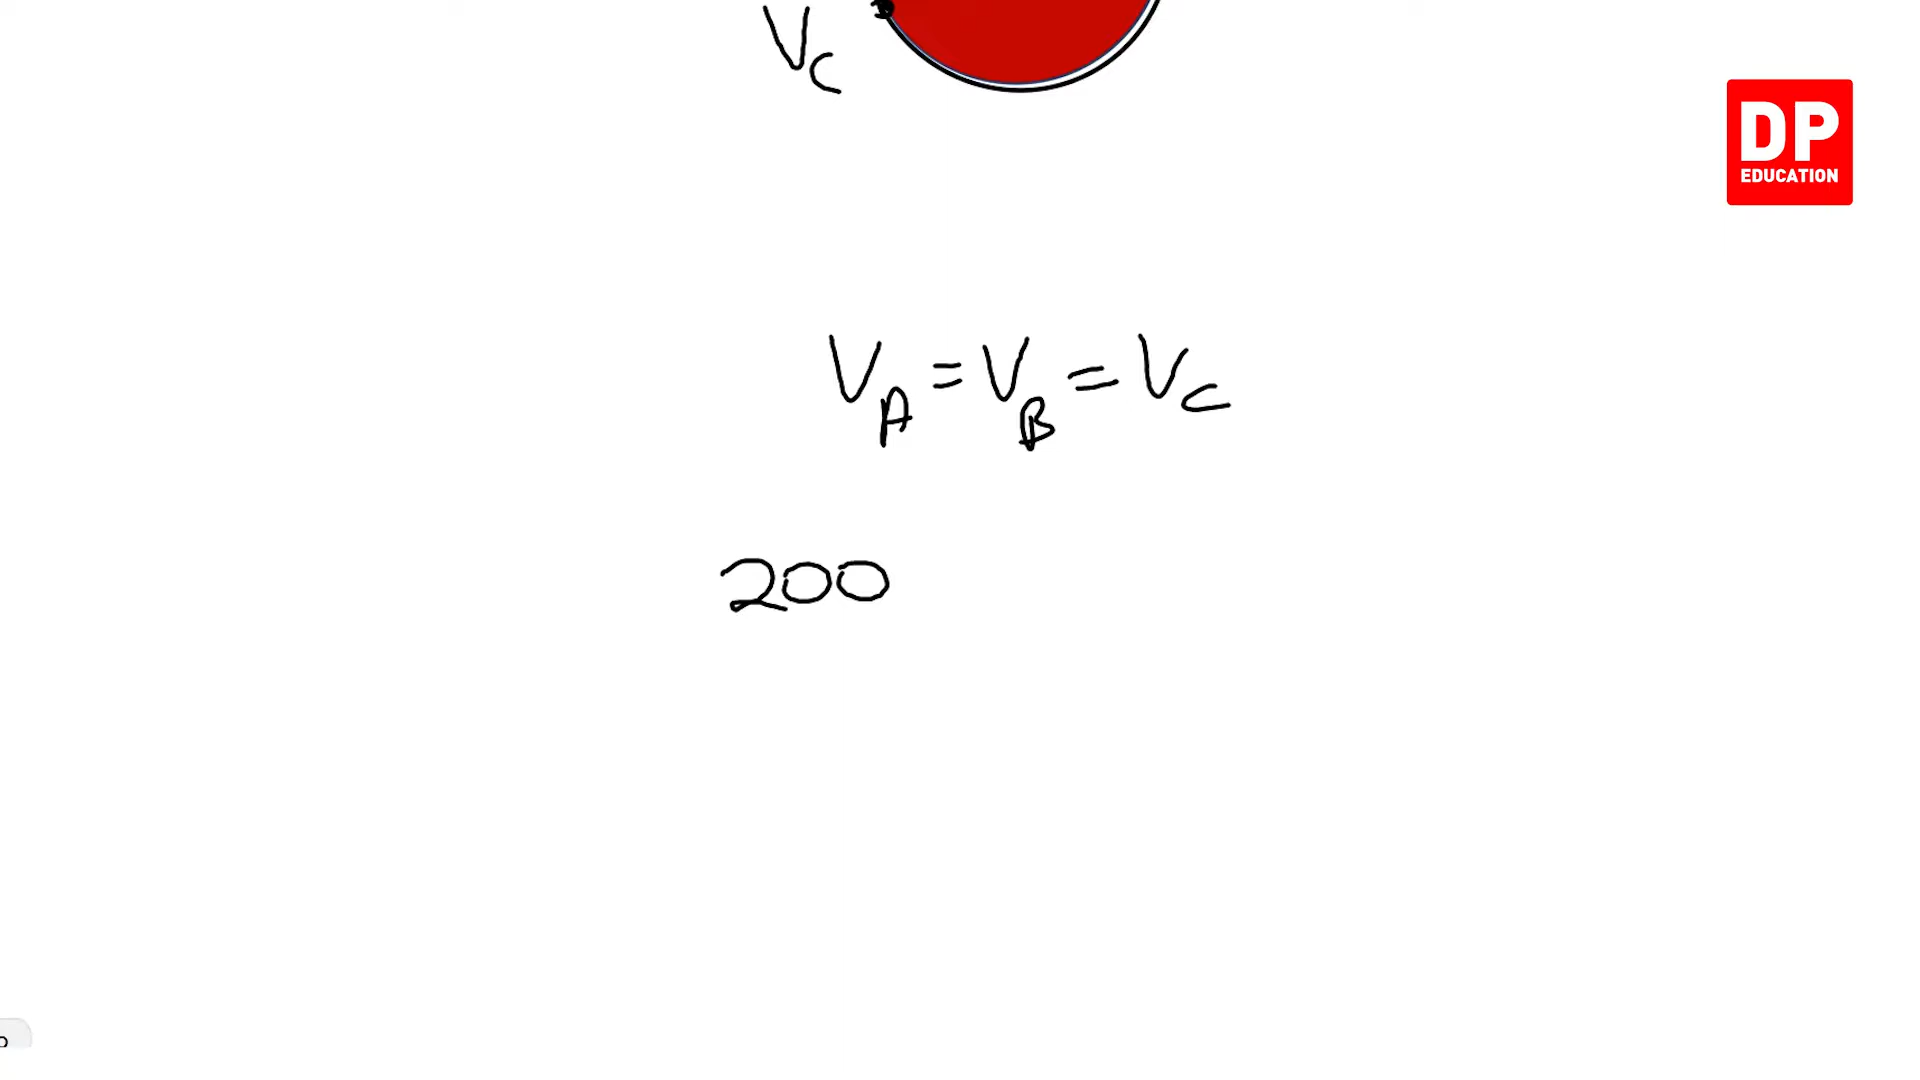 V_C
DP
EDUCATION
V_A = V_B = V_C
200